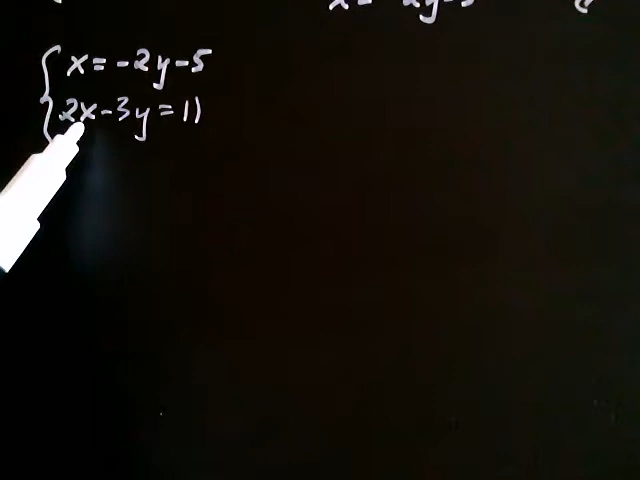 x = -2y - 5
2x - 3y = 11